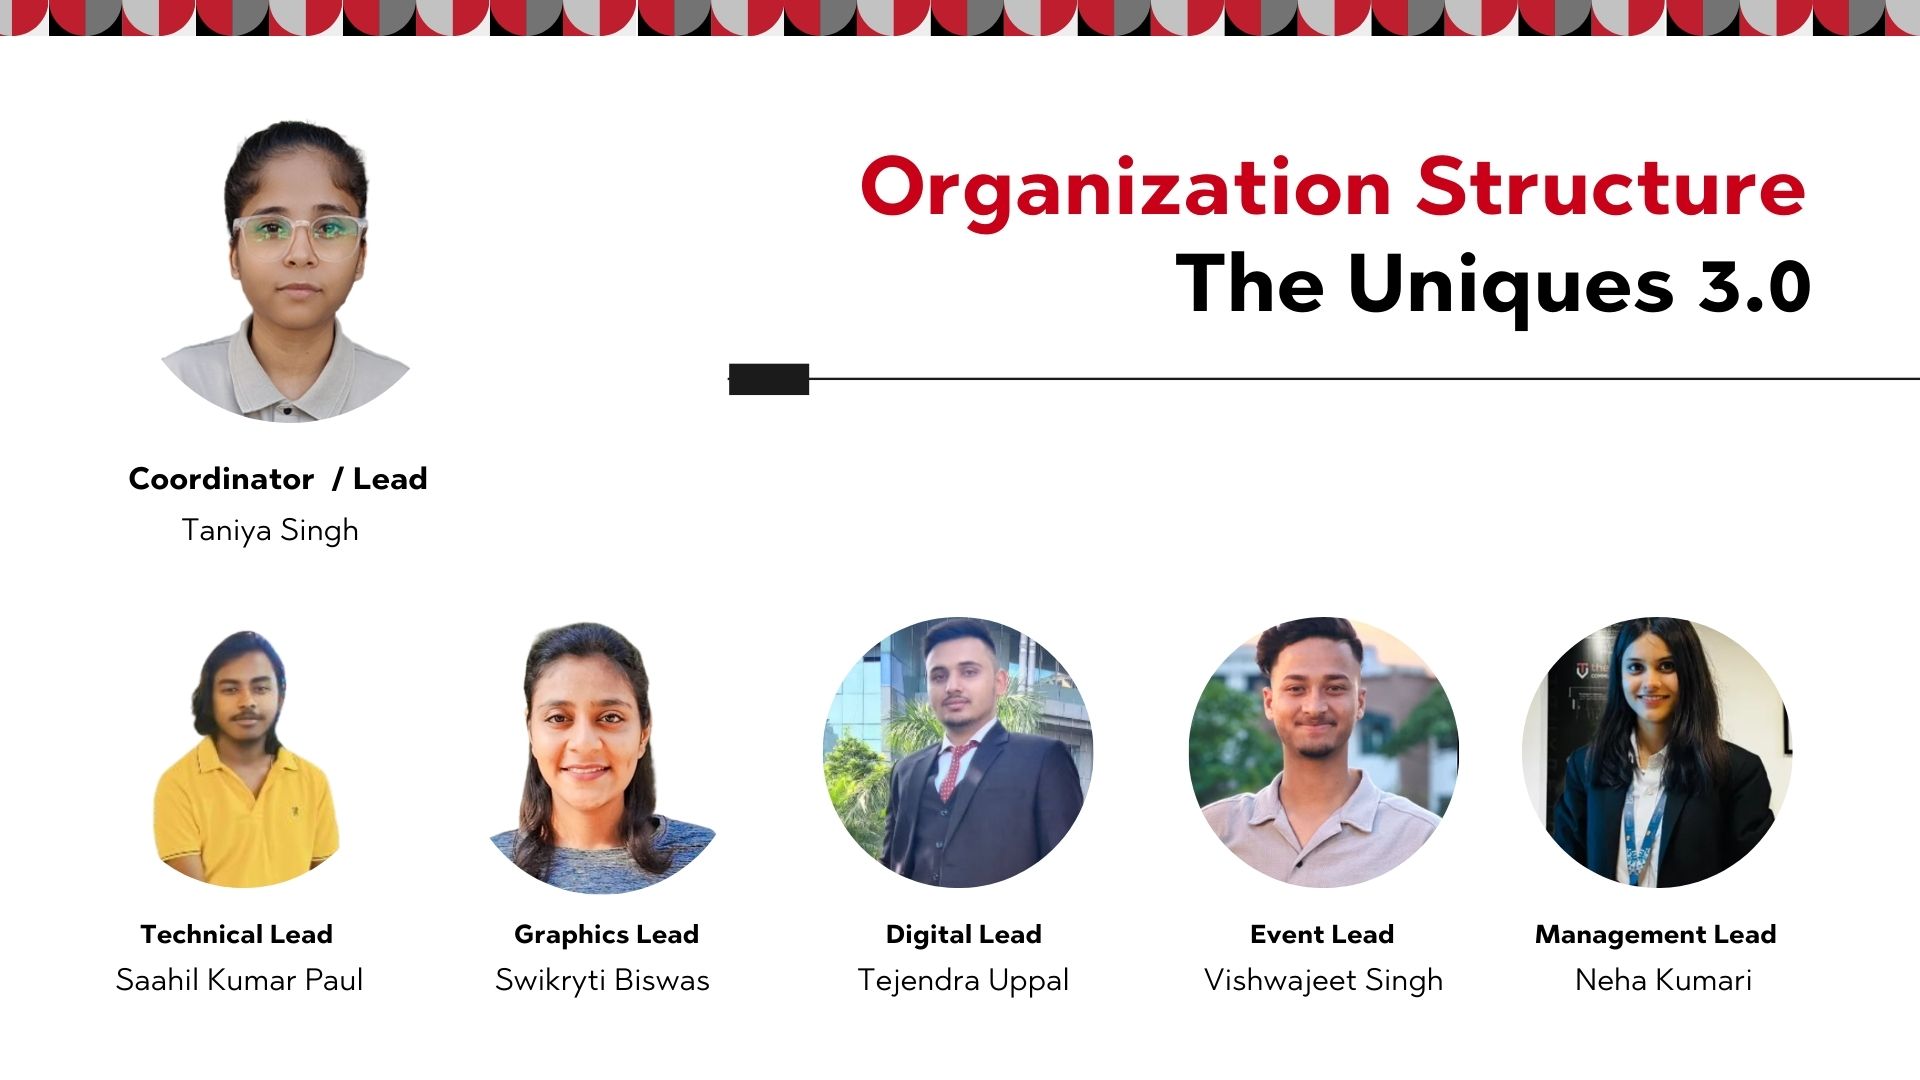 Organization Structure
The Uniques 3.0
Coordinator / Lead
Taniya Singh
Technical Lead
Saahil Kumar Paul
Graphics Lead
Swikryti Biswas
Digital Lead
Tejendra Uppal
Event Lead
Vishwajeet Singh
Management Lead
Neha Kumari